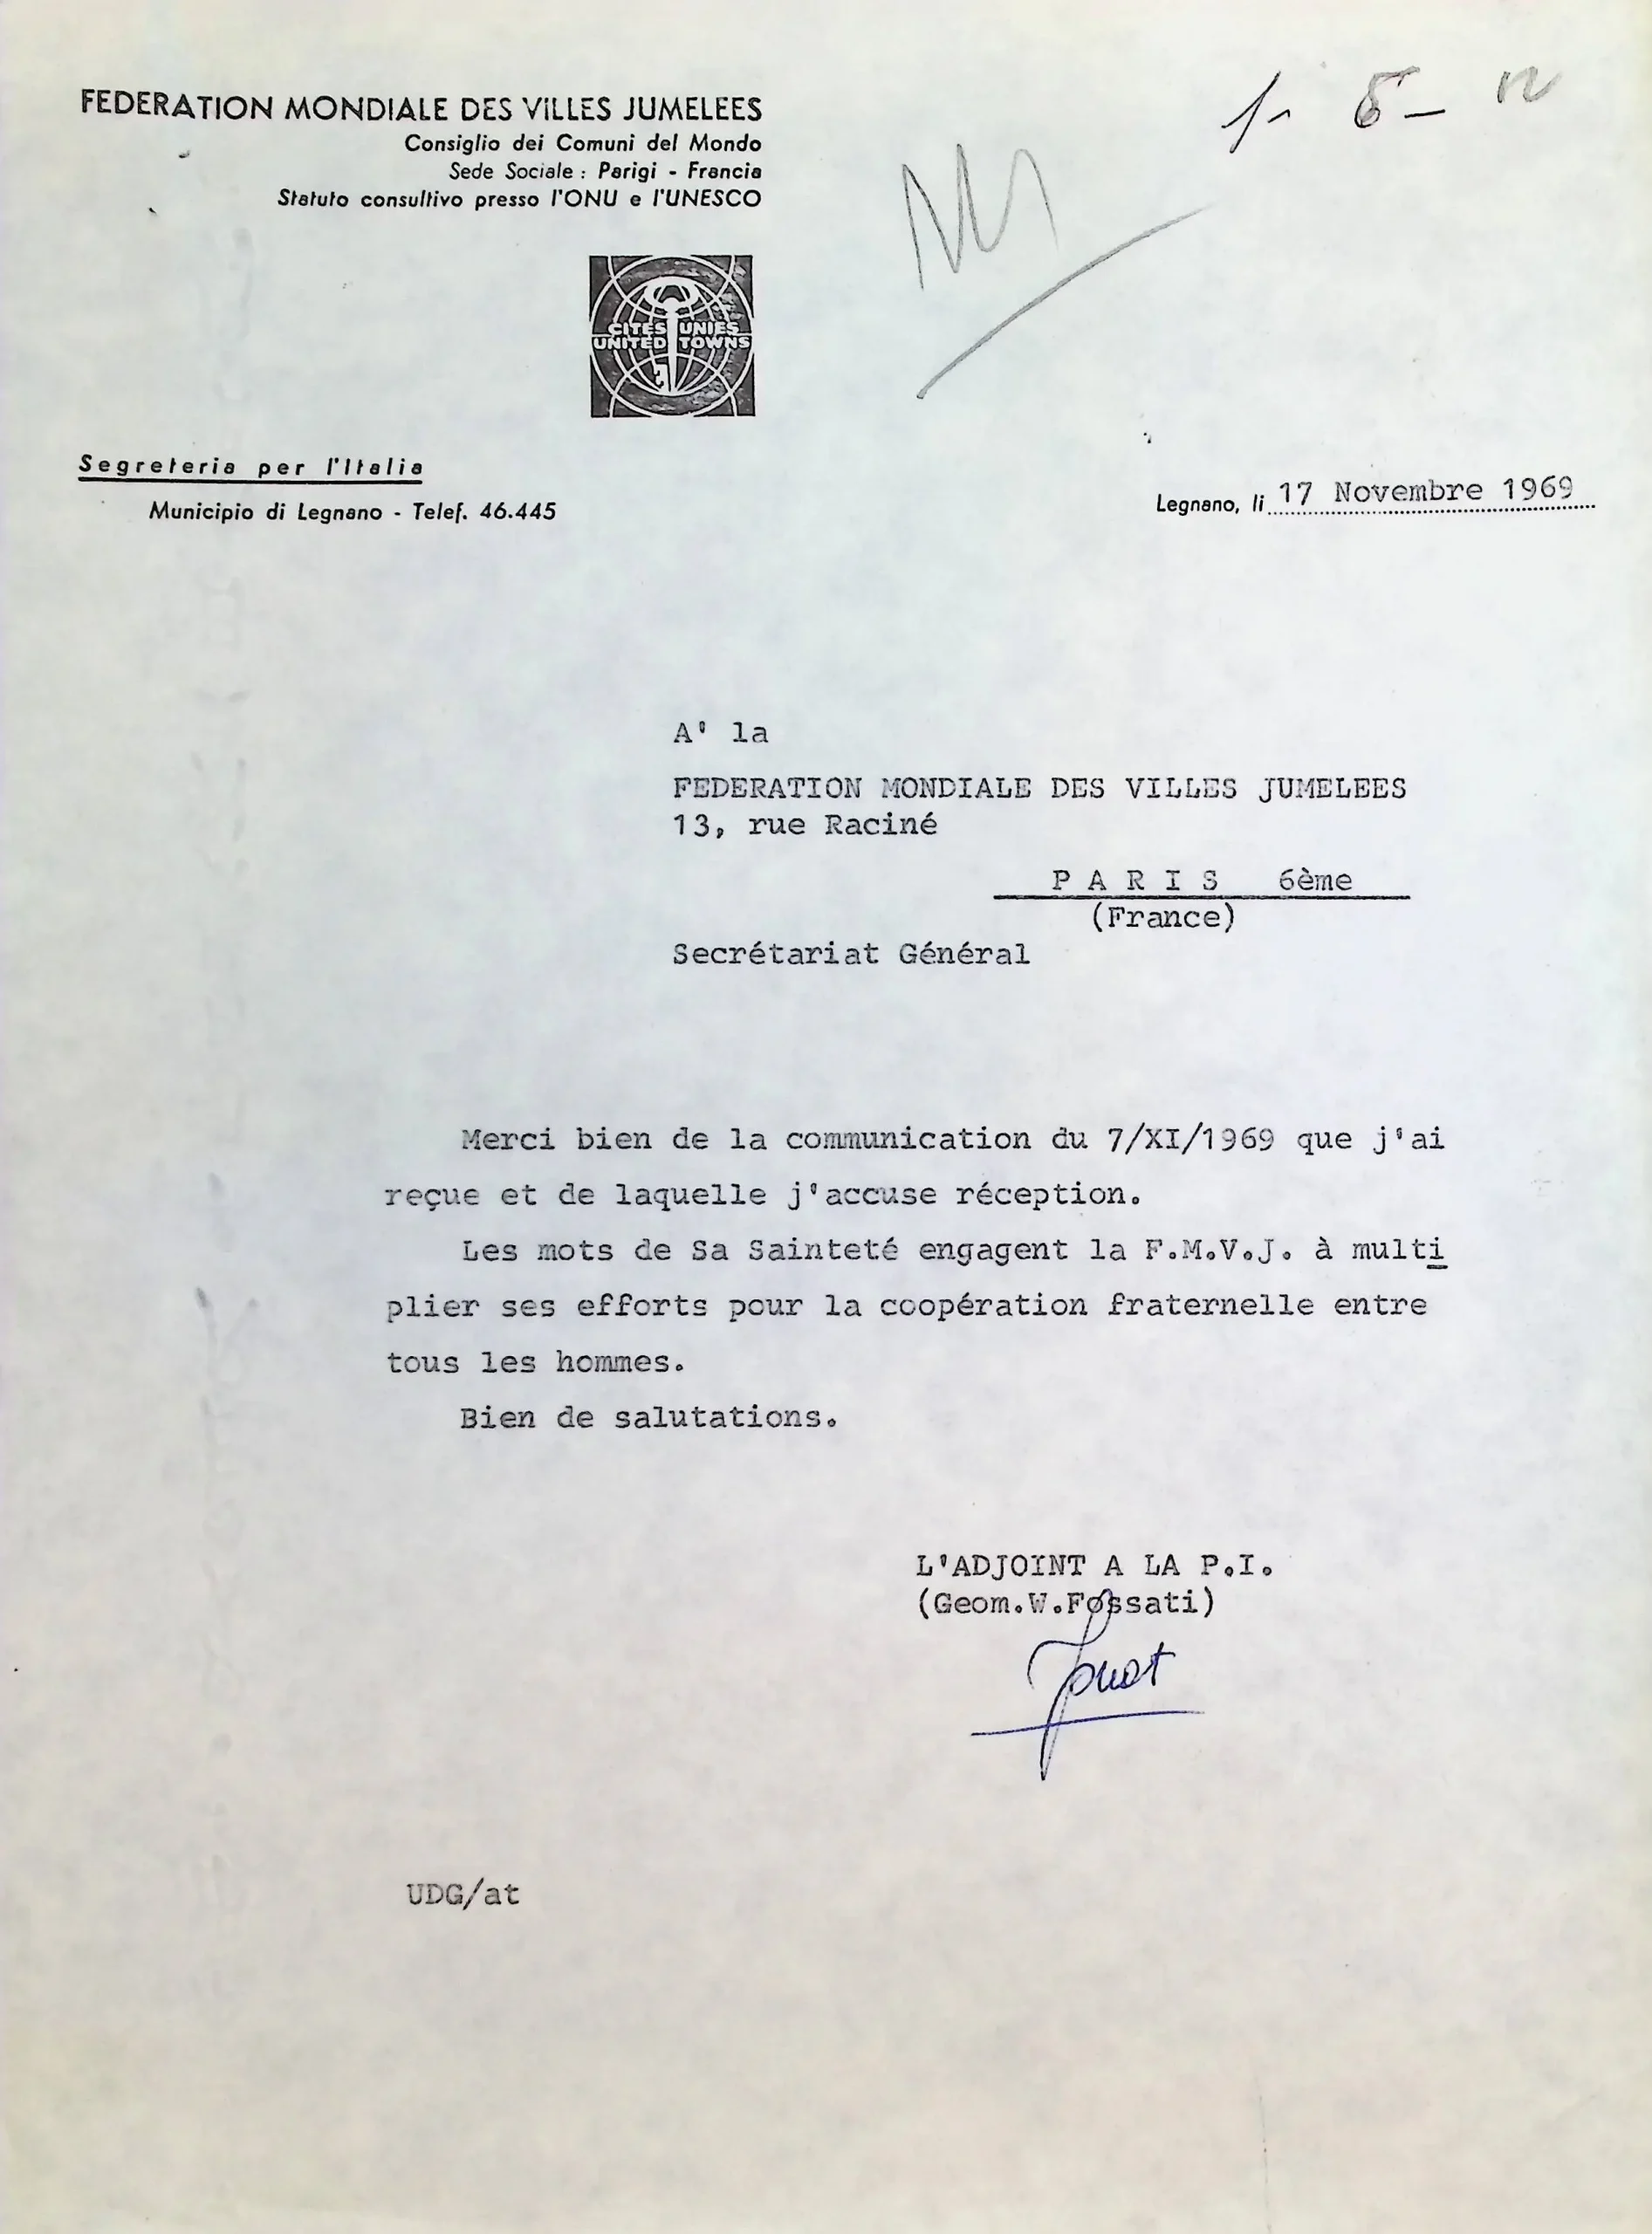 FEDERATION MONDIALE DES VILLES JUMELEES
Consiglio dei Comuni del Mondo
Sede Sociale : Parigi - Francia
Statuto consultivo presso l'ONU e l'UNESCO
CITES UNIES
UNITED TOWNS
Segreteria per l'Italia
Municipio di Legnano - Telef. 46.445
Legnano, li 17 Novembre 1969
A' la
FEDERATION MONDIALE DES VILLES JUMELEES
13, rue Raciné
P A R I S 6ème
(France)
Secrétariat Général
Merci bien de la communication du 7/XI/1969 que j'ai
reçue et de laquelle j'accuse réception.
Les mots de Sa Sainteté engagent la F.M.V.J. à multi
plier ses efforts pour la coopération fraternelle entre
tous les hommes.
Bien de salutations.
L'ADJOINT A LA P.I.
(Geom.W.Fossati)
UDG/at